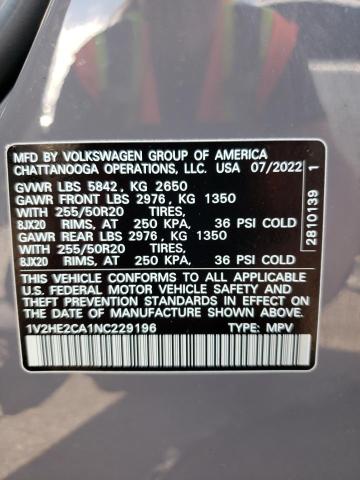 MFD BY VOLKSWAGEN GROUP OF AMERICA
CHATTANOOGA OPERATIONS, LLC. USA 07/2022
GVWR LBS 5842, KG 2650
GAWR FRONT LBS 2976, KG 1350
WITH 255/50R20 TIRES,
8JX20 RIMS, AT 250 KPA, 36 PSI COLD
GAWR REAR LBS 2976, KG 1350
WITH 255/50R20 TIRES,
8JX20 RIMS, AT 250 KPA, 36 PSI COLD
THIS VEHICLE CONFORMS TO ALL APPLICABLE
U.S. FEDERAL MOTOR VEHICLE SAFETY AND
THEFT PREVENTION STANDARDS IN EFFECT ON THE
DATE OF MANUFACTURE SHOWN ABOVE.
1V2HE2CA1NC229196 TYPE: MPV
2810139 1